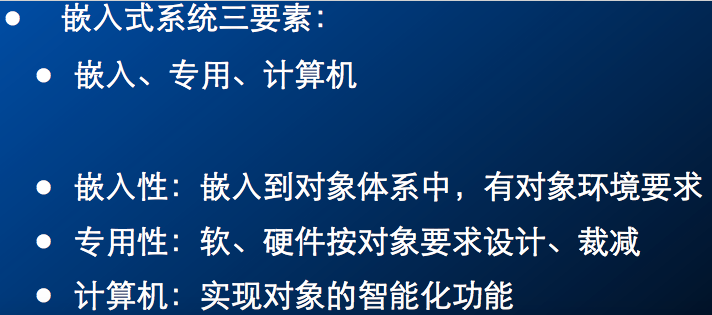 嵌入式系统三要素：
嵌入、专用、计算机
嵌入性：嵌入到对象体系中，有对象环境要求
专用性：软、硬件按对象要求设计、裁减
计算机：实现对象的智能化功能